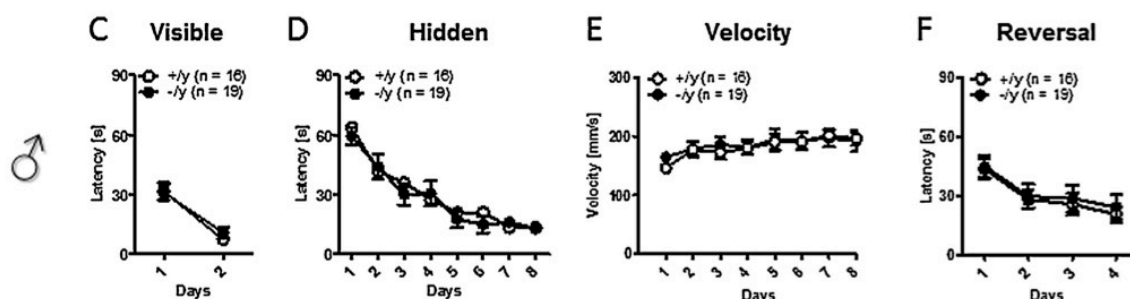 C Visible
90
60
30
0
Latency [s]
+/y (n = 16)
-/y (n = 19)
1 2
Days
D Hidden
90
60
30
0
Latency [s]
+/y (n = 16)
-/y (n = 19)
1 2 3 4 5 6 7 8
Days
E Velocity
300
200
100
0
Velocity [mm/s]
+/y (n = 16)
-/y (n = 19)
1 2 3 4 5 6 7 8
Days
F Reversal
90
60
30
0
Latency [s]
+/y (n = 16)
-/y (n = 19)
1 2 3 4
Days